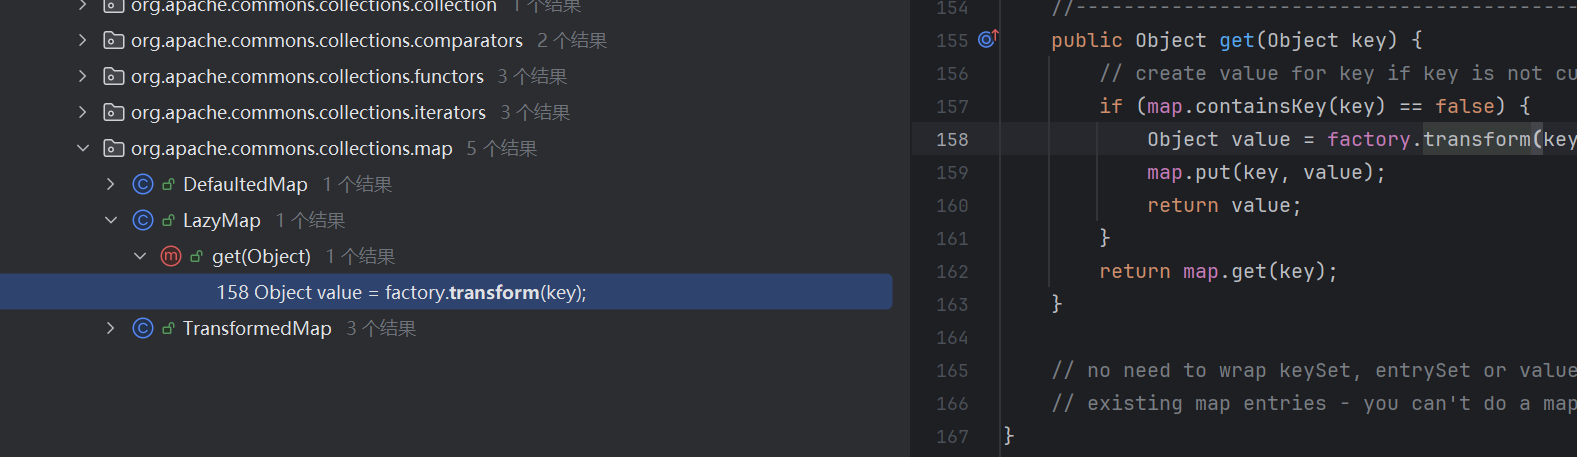 org.apache.commons.collections.collection 1 个结果
org.apache.commons.collections.comparators 2 个结果
org.apache.commons.collections.functors 3 个结果
org.apache.commons.collections.iterators 3 个结果
org.apache.commons.collections.map 5 个结果
DefaultedMap 1 个结果
LazyMap 1 个结果
get(Object) 1 个结果
158 Object value = factory.transform(key);
TransformedMap 3 个结果
154 //------------------------------------------
155 public Object get(Object key) {
156 // create value for key if key is not cu
157 if (map.containsKey(key) == false) {
158 Object value = factory.transform(key
159 map.put(key, value);
160 return value;
161 }
162 return map.get(key);
163 }
164
165 // no need to wrap keySet, entrySet or value
166 // existing map entries - you can't do a map
167 }